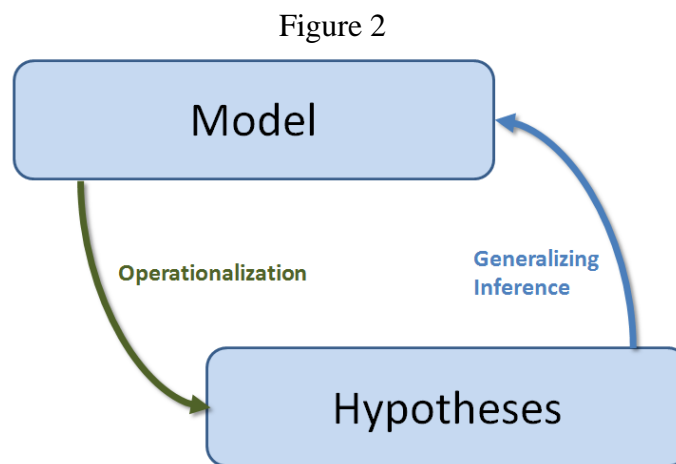 Figure 2
Model
Operationalization
Generalizing
Inference
Hypotheses